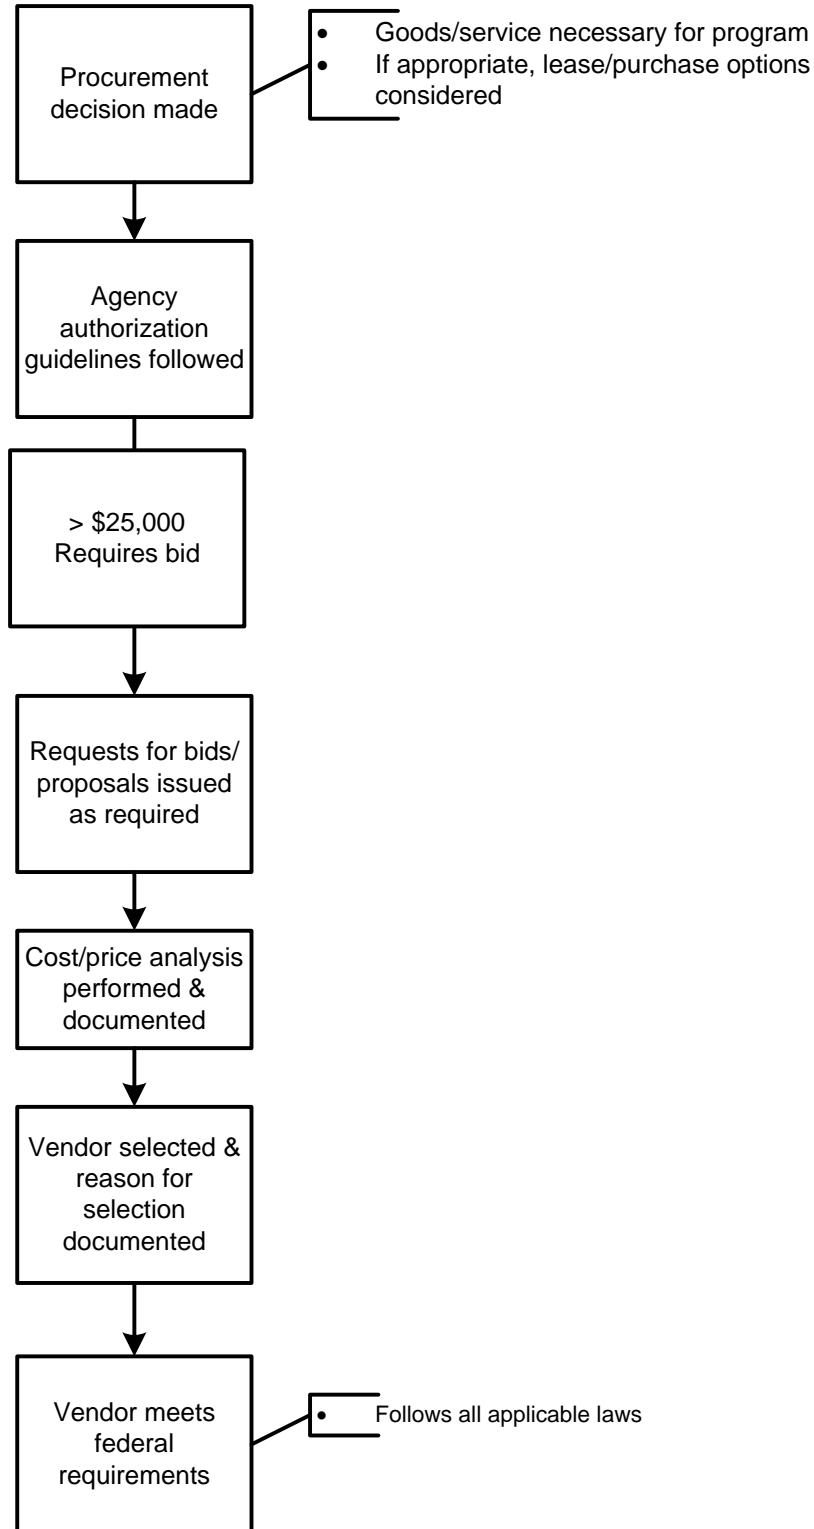 Procurement
decision made
• Goods/service necessary for program
• If appropriate, lease/purchase options
considered
Agency
authorization
guidelines followed
> $25,000
Requires bid
Requests for bids/
proposals issued
as required
Cost/price analysis
performed &
documented
Vendor selected &
reason for
selection
documented
Vendor meets
federal
requirements
• Follows all applicable laws